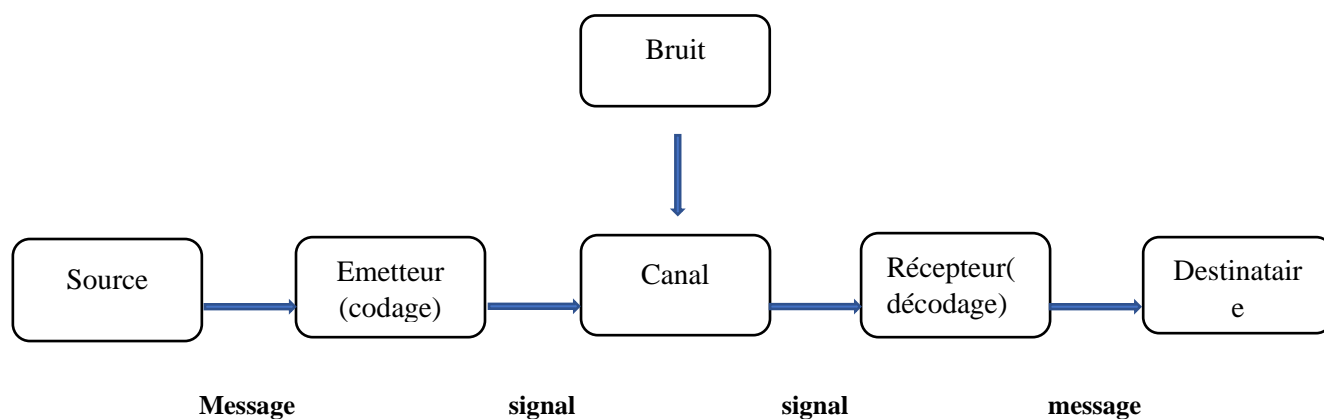 Bruit
Source
Emetteur
(codage)
Canal
Récepteur(
décodage)
Destinatair
e
Message
signal
signal
message